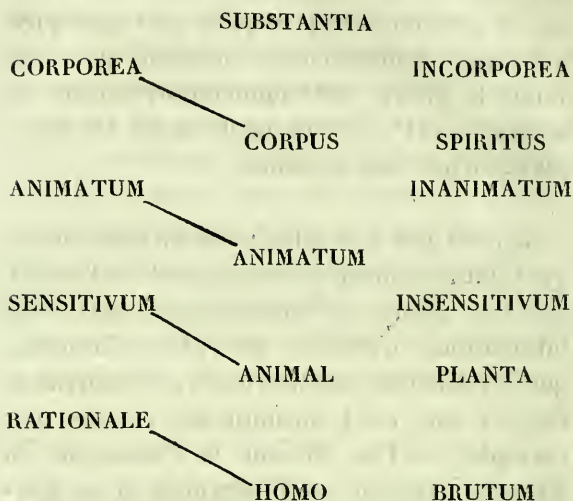 SUBSTANTIA
CORPOREA INCORPOREA
CORPUS SPIRITUS
ANIMATUM INANIMATUM
ANIMATUM
SENSITIVUM INSENSITIVUM
ANIMAL PLANTA
RATIONALE
HOMO BRUTUM